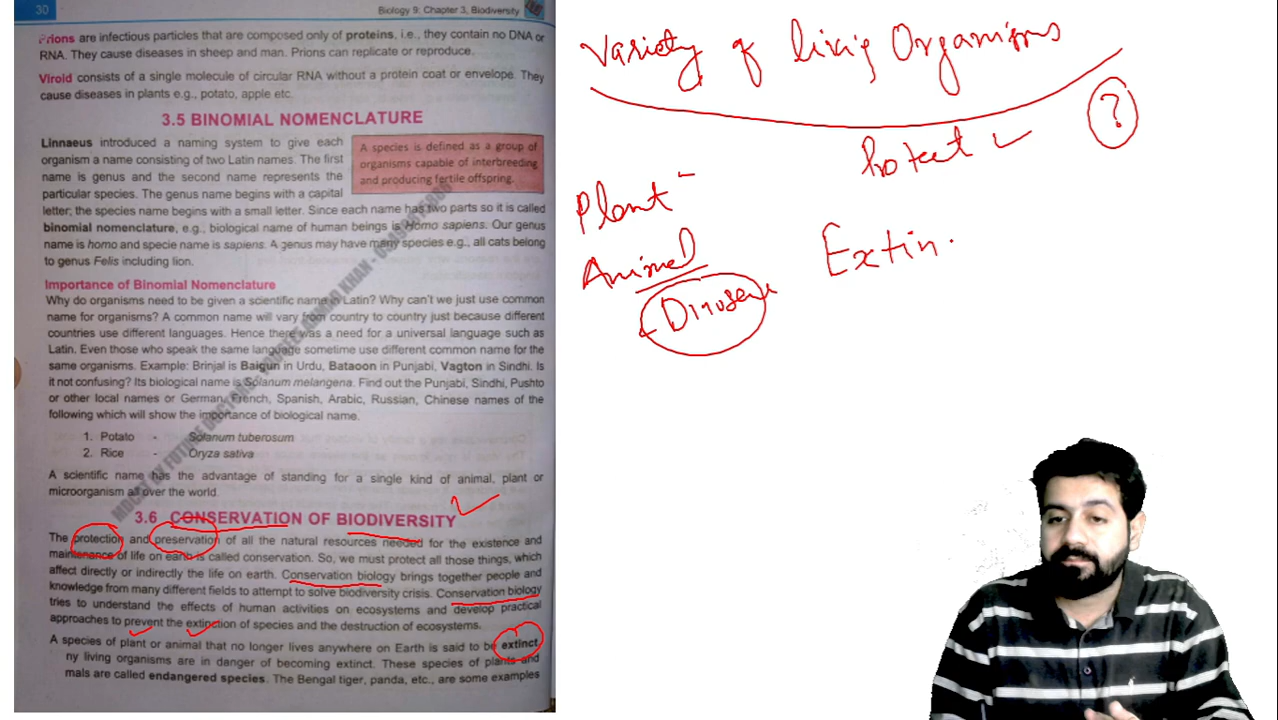 30
Biology 9: Chapter 3, Biodiversity
Prions are infectious particles that are composed only of proteins, i.e., they contain no DNA or
RNA. They cause diseases in sheep and man. Prions can replicate or reproduce.
Viroid consists of a single molecule of circular RNA without a protein coat or envelope. They
cause diseases in plants e.g., potato, apple etc.
3.5 BINOMIAL NOMENCLATURE
Linnaeus introduced a naming system to give each
organism a name consisting of two Latin names. The first
name is genus and the second name represents the
particular species. The genus name begins with a capital
A species is defined as a group of
organisms capable of interbreeding
and producing fertile offspring.
letter; the species name begins with a small letter. Since each name has two parts so it is called
binomial nomenclature, e.g., biological name of human beings is Homo sapiens. Our genus
name is homo and specie name is sapiens. A genus may have many species e.g., all cats belong
to genus Felis including lion.
Importance of Binomial Nomenclature
Why do organisms need to be given a scientific name in Latin? Why can't we just use common
name for organisms? A common name will vary from country to country just because different
countries use different languages. Hence there was a need for a universal language such as
Latin. Even those who speak the same language sometime use different common name for the
same organisms. Example: Brinjal is Baigun in Urdu, Bataoon in Punjabi, Vagton in Sindhi. Is
it not confusing? Its biological name is Solanum melangena. Find out the Punjabi, Sindhi, Pushto
or other local names or German, French, Spanish, Arabic, Russian, Chinese names of the
following which will show the importance of biological name.
1. Potato - Solanum tuberosum
2. Rice - Oryza sativa
A scientific name has the advantage of standing for a single kind of animal, plant or
microorganism all over the world.
3.6 CONSERVATION OF BIODIVERSITY
The protection and preservation of all the natural resources needed for the existence and
maintenance of life on earth is called conservation. So, we must protect all those things, which
affect directly or indirectly the life on earth. Conservation biology brings together people and
knowledge from many different fields to attempt to solve biodiversity crisis. Conservation biology
tries to understand the effects of human activities on ecosystems and develop practical
approaches to prevent the extinction of species and the destruction of ecosystems.
A species of plant or animal that no longer lives anywhere on Earth is said to be extinct
ny living organisms are in danger of becoming extinct. These species of plants and
mals are called endangered species. The Bengal tiger, panda, etc., are some examples
Variety of living Organisms
?
Protect
Plant
Animal
Extin